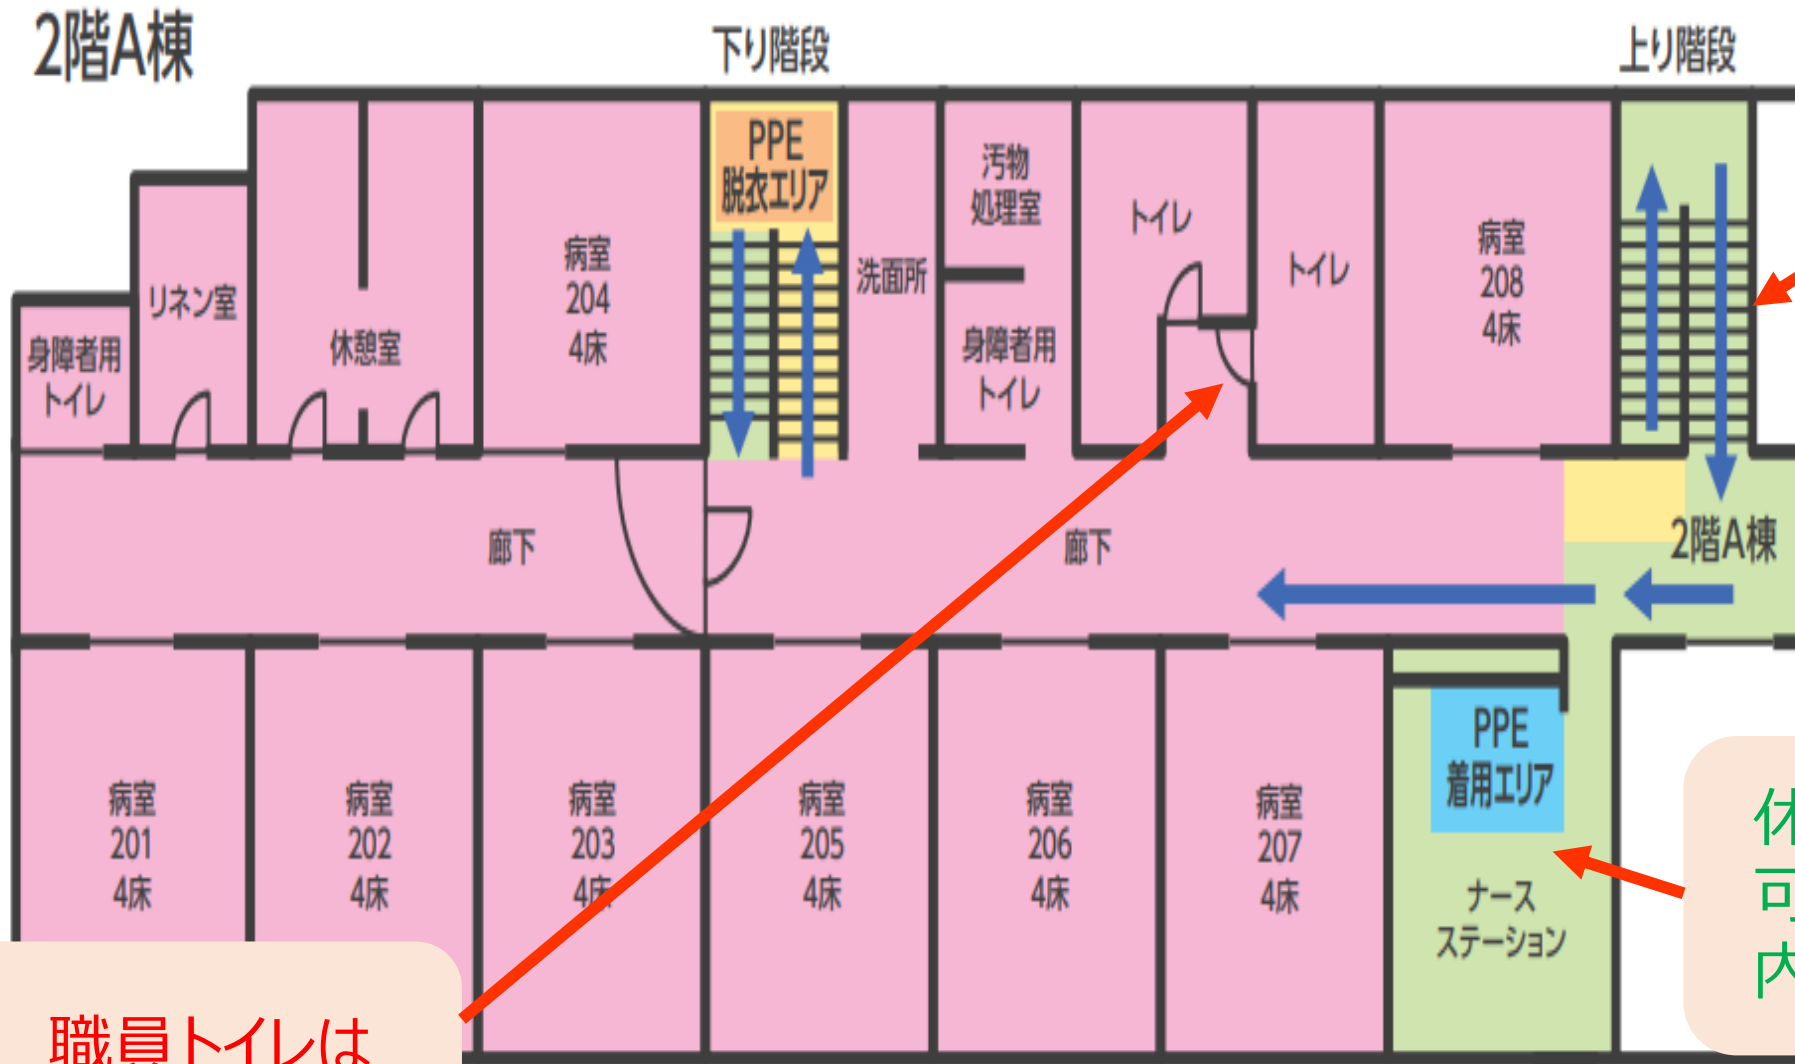 2階A棟
下り階段
上り階段
PPE
脱衣エリア
汚物
処理室
トイレ
トイレ
病室
204
4床
洗面所
病室
208
4床
リネン室
休憩室
身障者用
トイレ
身障者用
トイレ
廊下
廊下
2階A棟
病室
201
4床
病室
202
4床
病室
203
4床
病室
205
4床
病室
206
4床
病室
207
4床
PPE
着用エリア
ナース
ステーション
休
可
内
職員トイレは